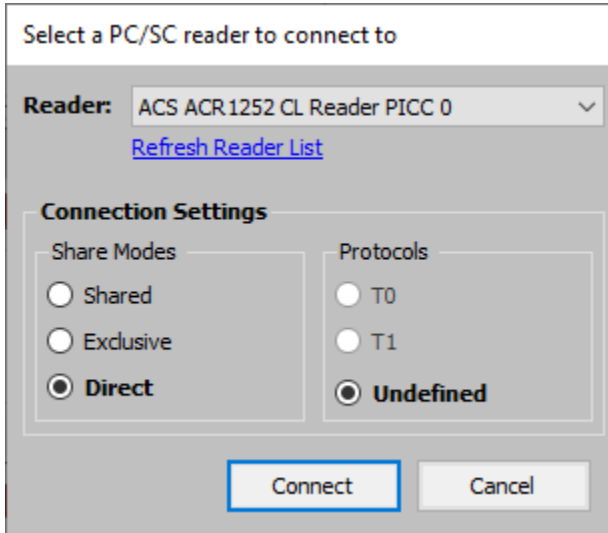 Select a PC/SC reader to connect to
Reader: ACS ACR1252 CL Reader PICC 0
Refresh Reader List
Connection Settings
Share Modes
Shared
Exclusive
Direct
Protocols
T0
T1
Undefined
Connect Cancel